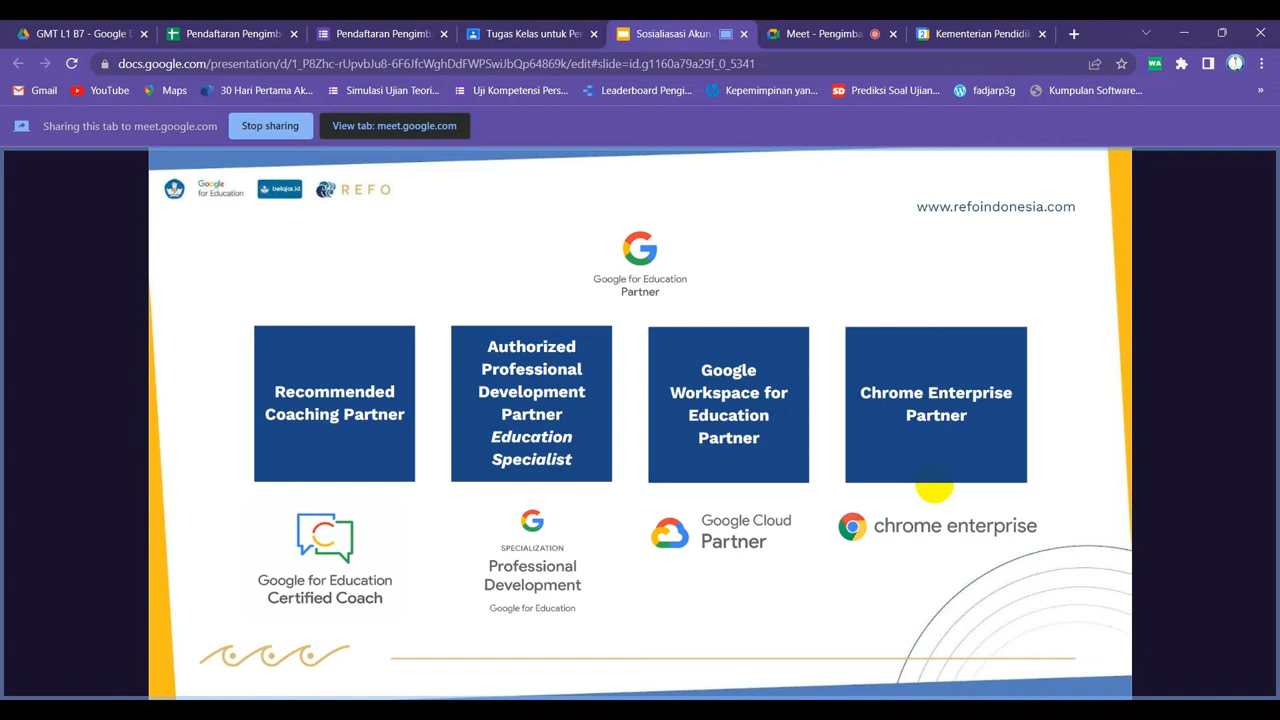 GMT L1 B7 - Google D
Pendaftaran Pengimb
Pendaftaran Pengimb
Tugas Kelas untuk Pe
Sosialiasasi Akun
Meet - Pengimba
Kementerian Pendidi
docs.google.com/presentation/d/1_P8Zhc-rUpvbJu8-6F6JfcWghDdFWPSwiJbQp64869k/edit#slide=id.g1160a79a29f_0_5341
WA
Gmail
YouTube
Maps
30 Hari Pertama Ak...
Simulasi Ujian Teori...
Uji Kompetensi Pers...
Leaderboard Pengi...
Kepemimpinan yan...
SD Prediksi Soal Ujian...
fadjarp3g
Kumpulan Software...
»
Sharing this tab to meet.google.com
Stop sharing
View tab: meet.google.com
Google
for Education
belajar.id
REFO
www.refoindonesia.com
Google for Education
Partner
Recommended
Coaching Partner
Authorized
Professional
Development
Partner
Education
Specialist
Google
Workspace for
Education
Partner
Chrome Enterprise
Partner
Google for Education
Certified Coach
SPECIALIZATION
Professional
Development
Google for Education
Google Cloud
Partner
chrome enterprise